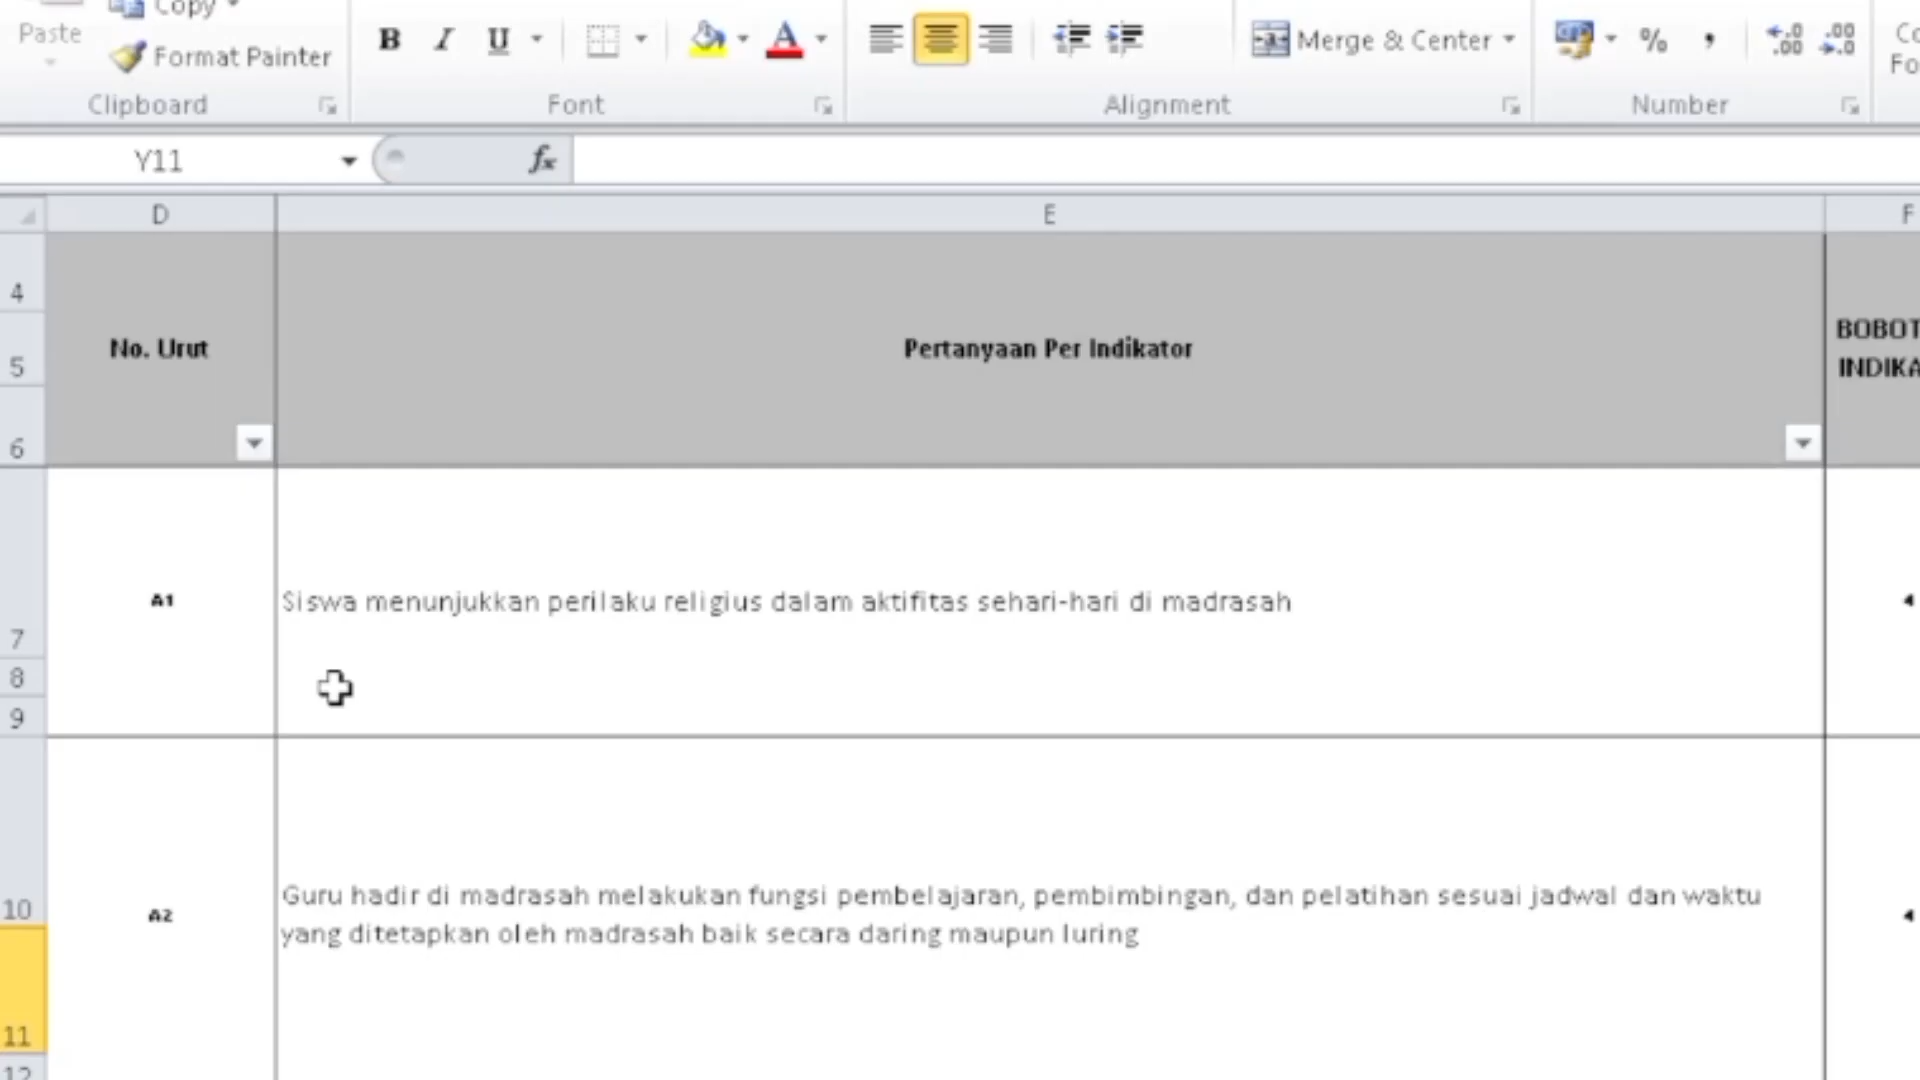 Paste
Copy
Format Painter
B I U
A
Merge & Center
% ,
Clipboard
Font
Alignment
Number
Y11
fx
D
E
F
4
5
6
No. Urut
Pertanyaan Per Indikator
BOBOT
INDIKA
7
8
9
A1
Siswa menunjukkan perilaku religius dalam aktifitas sehari-hari di madrasah
10
11
12
A2
Guru hadir di madrasah melakukan fungsi pembelajaran, pembimbingan, dan pelatihan sesuai jadwal dan waktu
yang ditetapkan oleh madrasah baik secara daring maupun luring